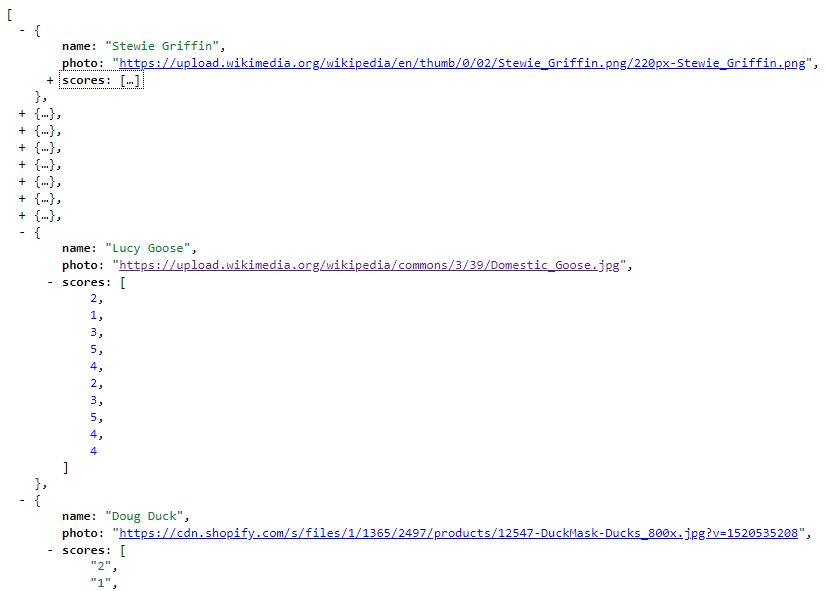 [
- {
name: "Stewie Griffin",
photo: "https://upload.wikimedia.org/wikipedia/en/thumb/0/02/Stewie_Griffin.png/220px-Stewie_Griffin.png",
+ scores: […]
},
+ {…},
+ {…},
+ {…},
+ {…},
+ {…},
+ {…},
+ {…},
- {
name: "Lucy Goose",
photo: "https://upload.wikimedia.org/wikipedia/commons/3/39/Domestic_Goose.jpg",
- scores: [
2,
1,
3,
5,
4,
2,
3,
5,
4,
4
]
},
- {
name: "Doug Duck",
photo: "https://cdn.shopify.com/s/files/1/1365/2497/products/12547-DuckMask-Ducks_800x.jpg?v=1520535208",
- scores: [
"2",
"1",